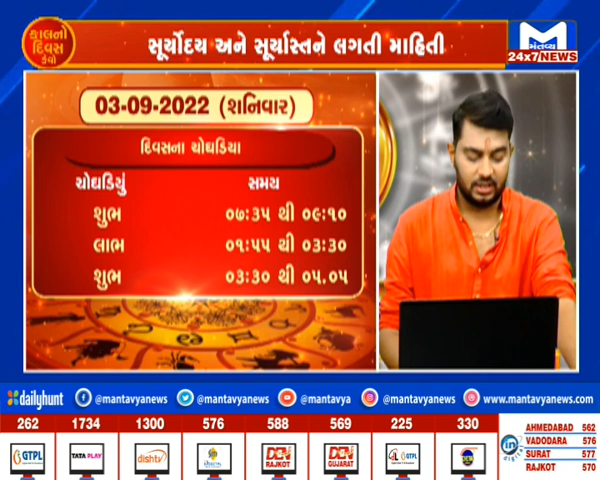 કાલનો
દિવસ
કેવો
સૂર્યોદય અને સૂર્યાસ્તને લગતી માહિતી
મંતવ્ય
24x7NEWS
03-09-2022 (શનિવાર)
દિવસના ચોઘડિયા
ચોઘડિયું સમય
શુભ ૦૭:૩૫ થી ૦૯:૧૦
લાભ ૦૧:૫૫ થી ૦૩:૩૦
શુભ ૦૩:૩૦ થી ૦૫.૦૫
dailyhunt @mantavyanews @mantavyanews @mantavya @mantavyanews www.mantavyanews.com
262 1734 1300 576 588 569 225 330
GTPL TATA PLAY dishtv DEN RAJKOT DEN GUJARAT
in digital
AHMEDABAD 562
VADODARA 576
SURAT 577
RAJKOT 570